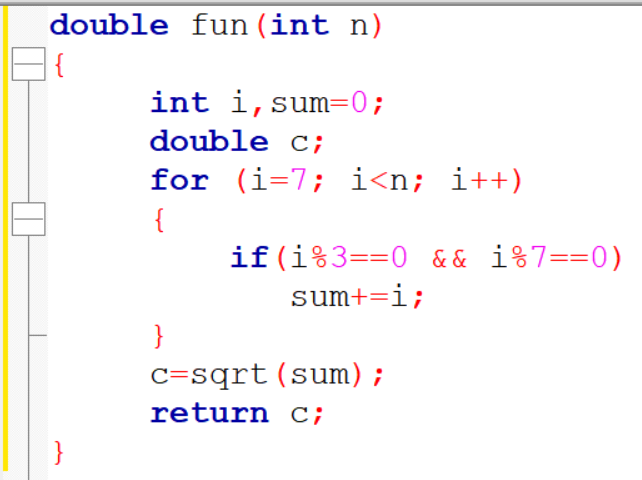 double fun(int n)
{
int i,sum=0;
double c;
for (i=7; i<n; i++)
{
if(i%3==0 && i%7==0)
sum+=i;
}
c=sqrt(sum);
return c;
}